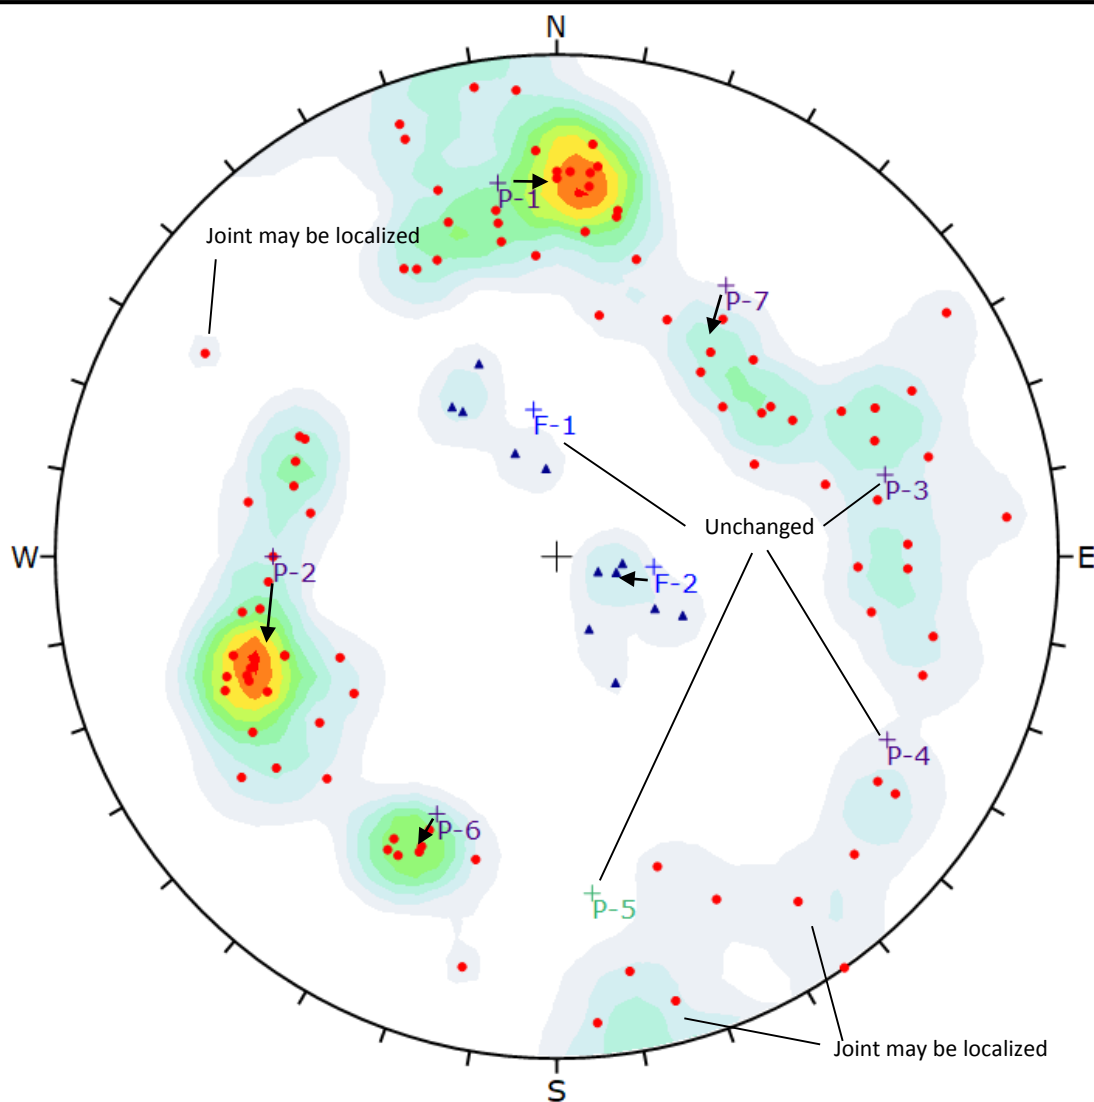 N
P-1
Joint may be localized
P-7
F-1
P-3
Unchanged
W
E
P-2
F-2
P-4
P-6
P-5
Joint may be localized
S